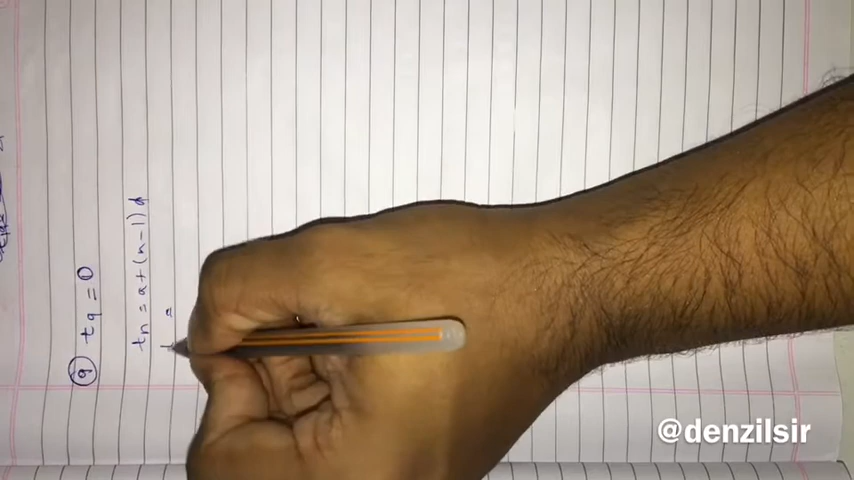 (9) t9 = 0
tn = a + (n-1)d
=
@denzilsir